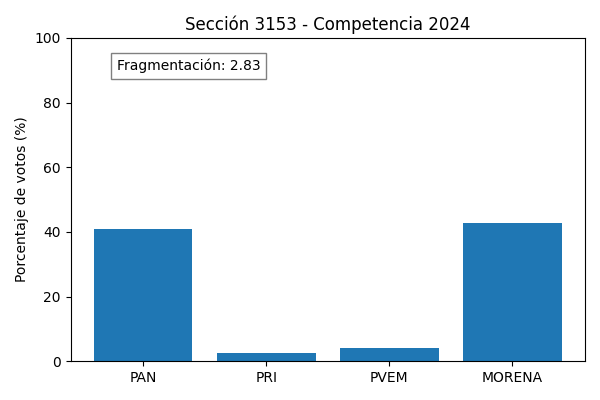 Sección 3153 - Competencia 2024
Fragmentación: 2.83
Porcentaje de votos (%)
100
80
60
40
20
0
PAN PRI PVEM MORENA